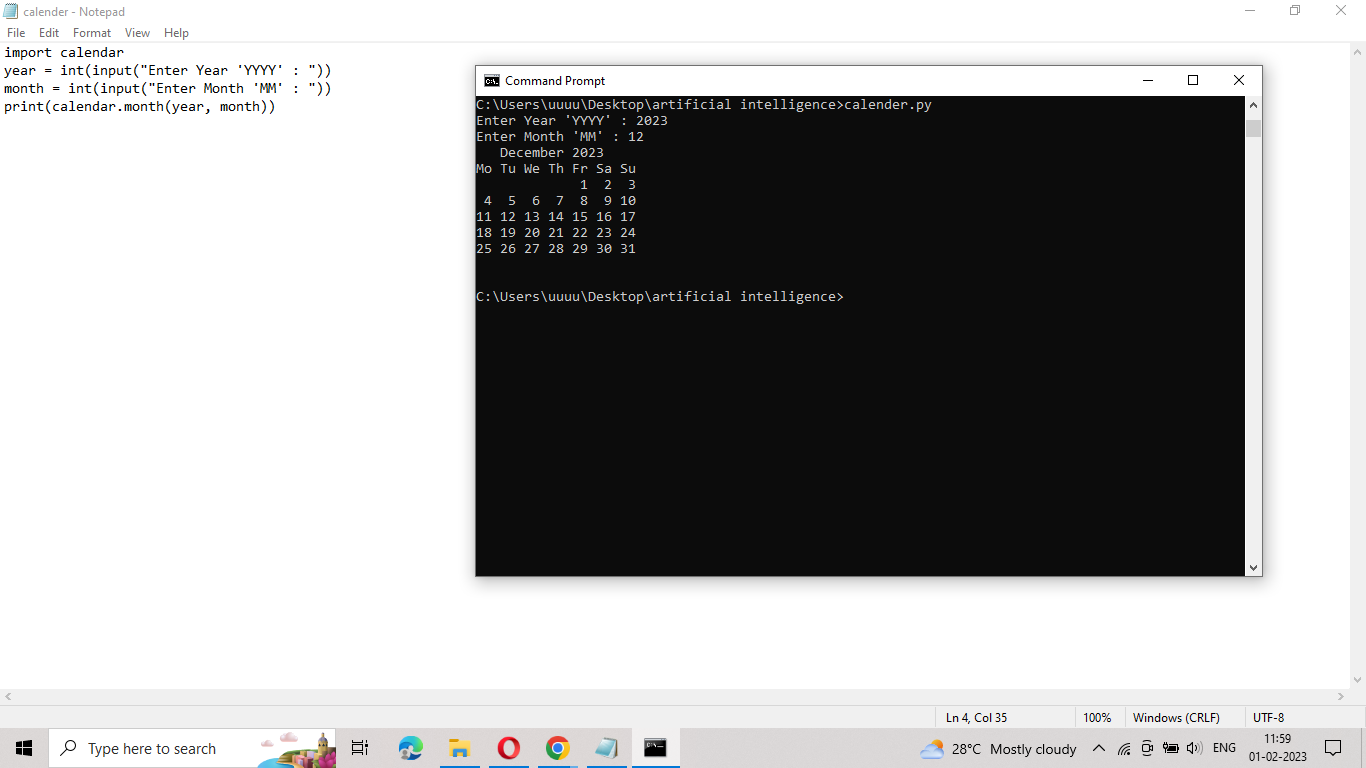 calender - Notepad
File Edit Format View Help
import calendar
year = int(input("Enter Year 'YYYY' : "))
month = int(input("Enter Month 'MM' : "))
print(calendar.month(year, month))
Command Prompt
C:\Users\uuuu\Desktop\artificial intelligence>calender.py
Enter Year 'YYYY' : 2023
Enter Month 'MM' : 12
   December 2023
Mo Tu We Th Fr Sa Su
             1  2  3
 4  5  6  7  8  9 10
11 12 13 14 15 16 17
18 19 20 21 22 23 24
25 26 27 28 29 30 31
C:\Users\uuuu\Desktop\artificial intelligence>
Ln 4, Col 35 100% Windows (CRLF) UTF-8
Type here to search 28°C Mostly cloudy ENG 11:59
01-02-2023